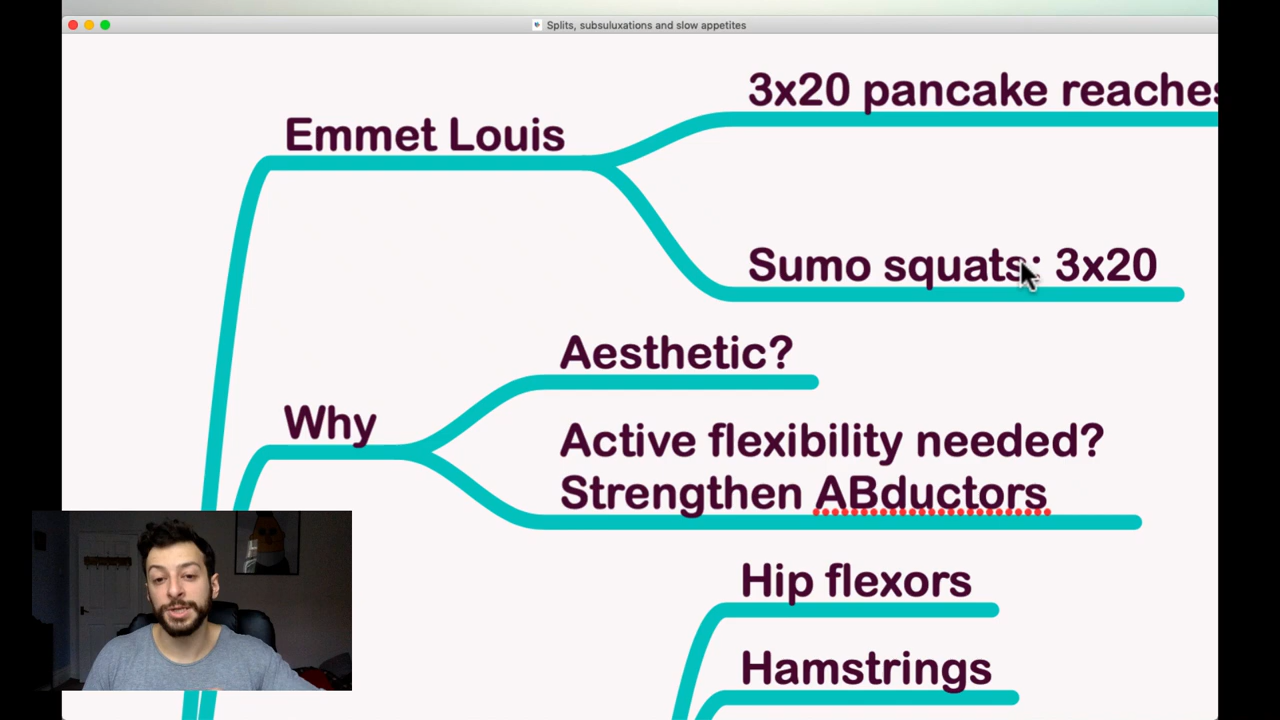 Splits, subsuluxations and slow appetites
3x20 pancake reaches
Emmet Louis
Sumo squats: 3x20
Aesthetic?
Why
Active flexibility needed?
Strengthen ABductors
Hip flexors
Hamstrings